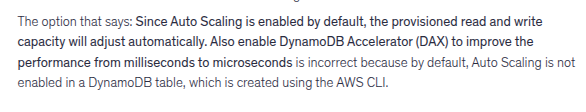 The option that says: Since Auto Scaling is enabled by default, the provisioned read and write
capacity will adjust automatically. Also enable DynamoDB Accelerator (DAX) to improve the
performance from milliseconds to microseconds is incorrect because by default, Auto Scaling is not
enabled in a DynamoDB table, which is created using the AWS CLI.